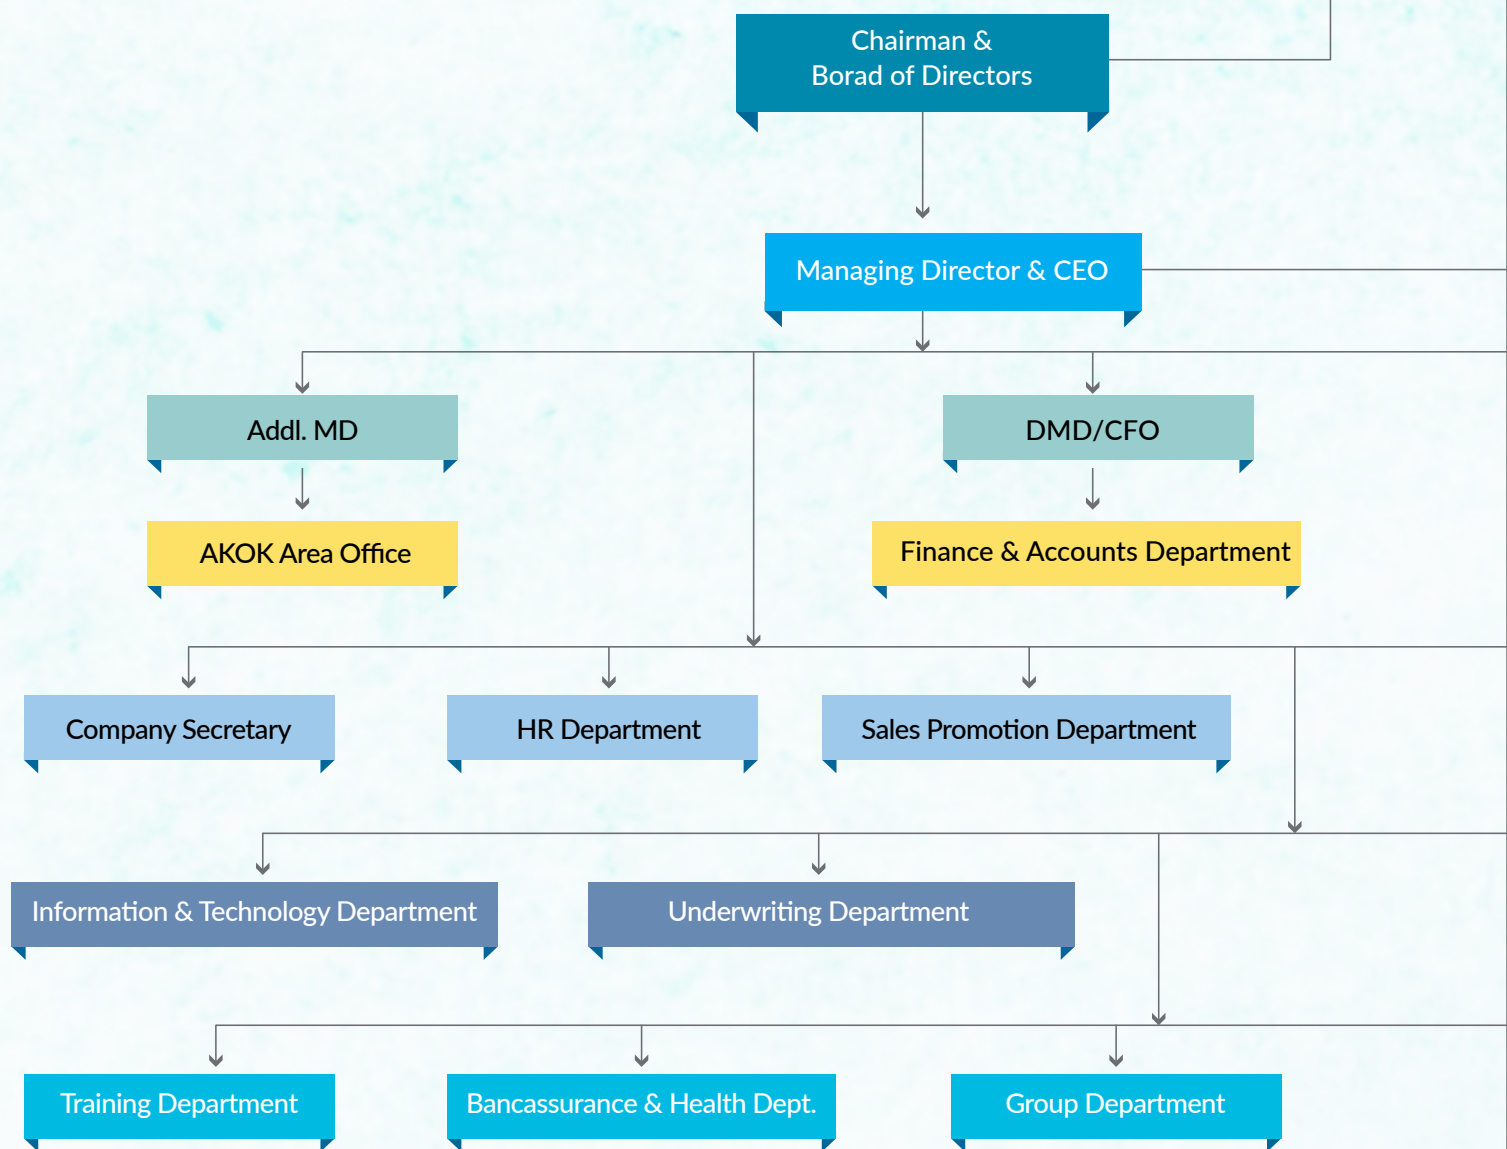 Chairman &
Borad of Directors
Managing Director & CEO
Addl. MD
DMD/CFO
AKOK Area Office
Finance & Accounts Department
Company Secretary
HR Department
Sales Promotion Department
Information & Technology Department
Underwriting Department
Training Department
Bancassurance & Health Dept.
Group Department